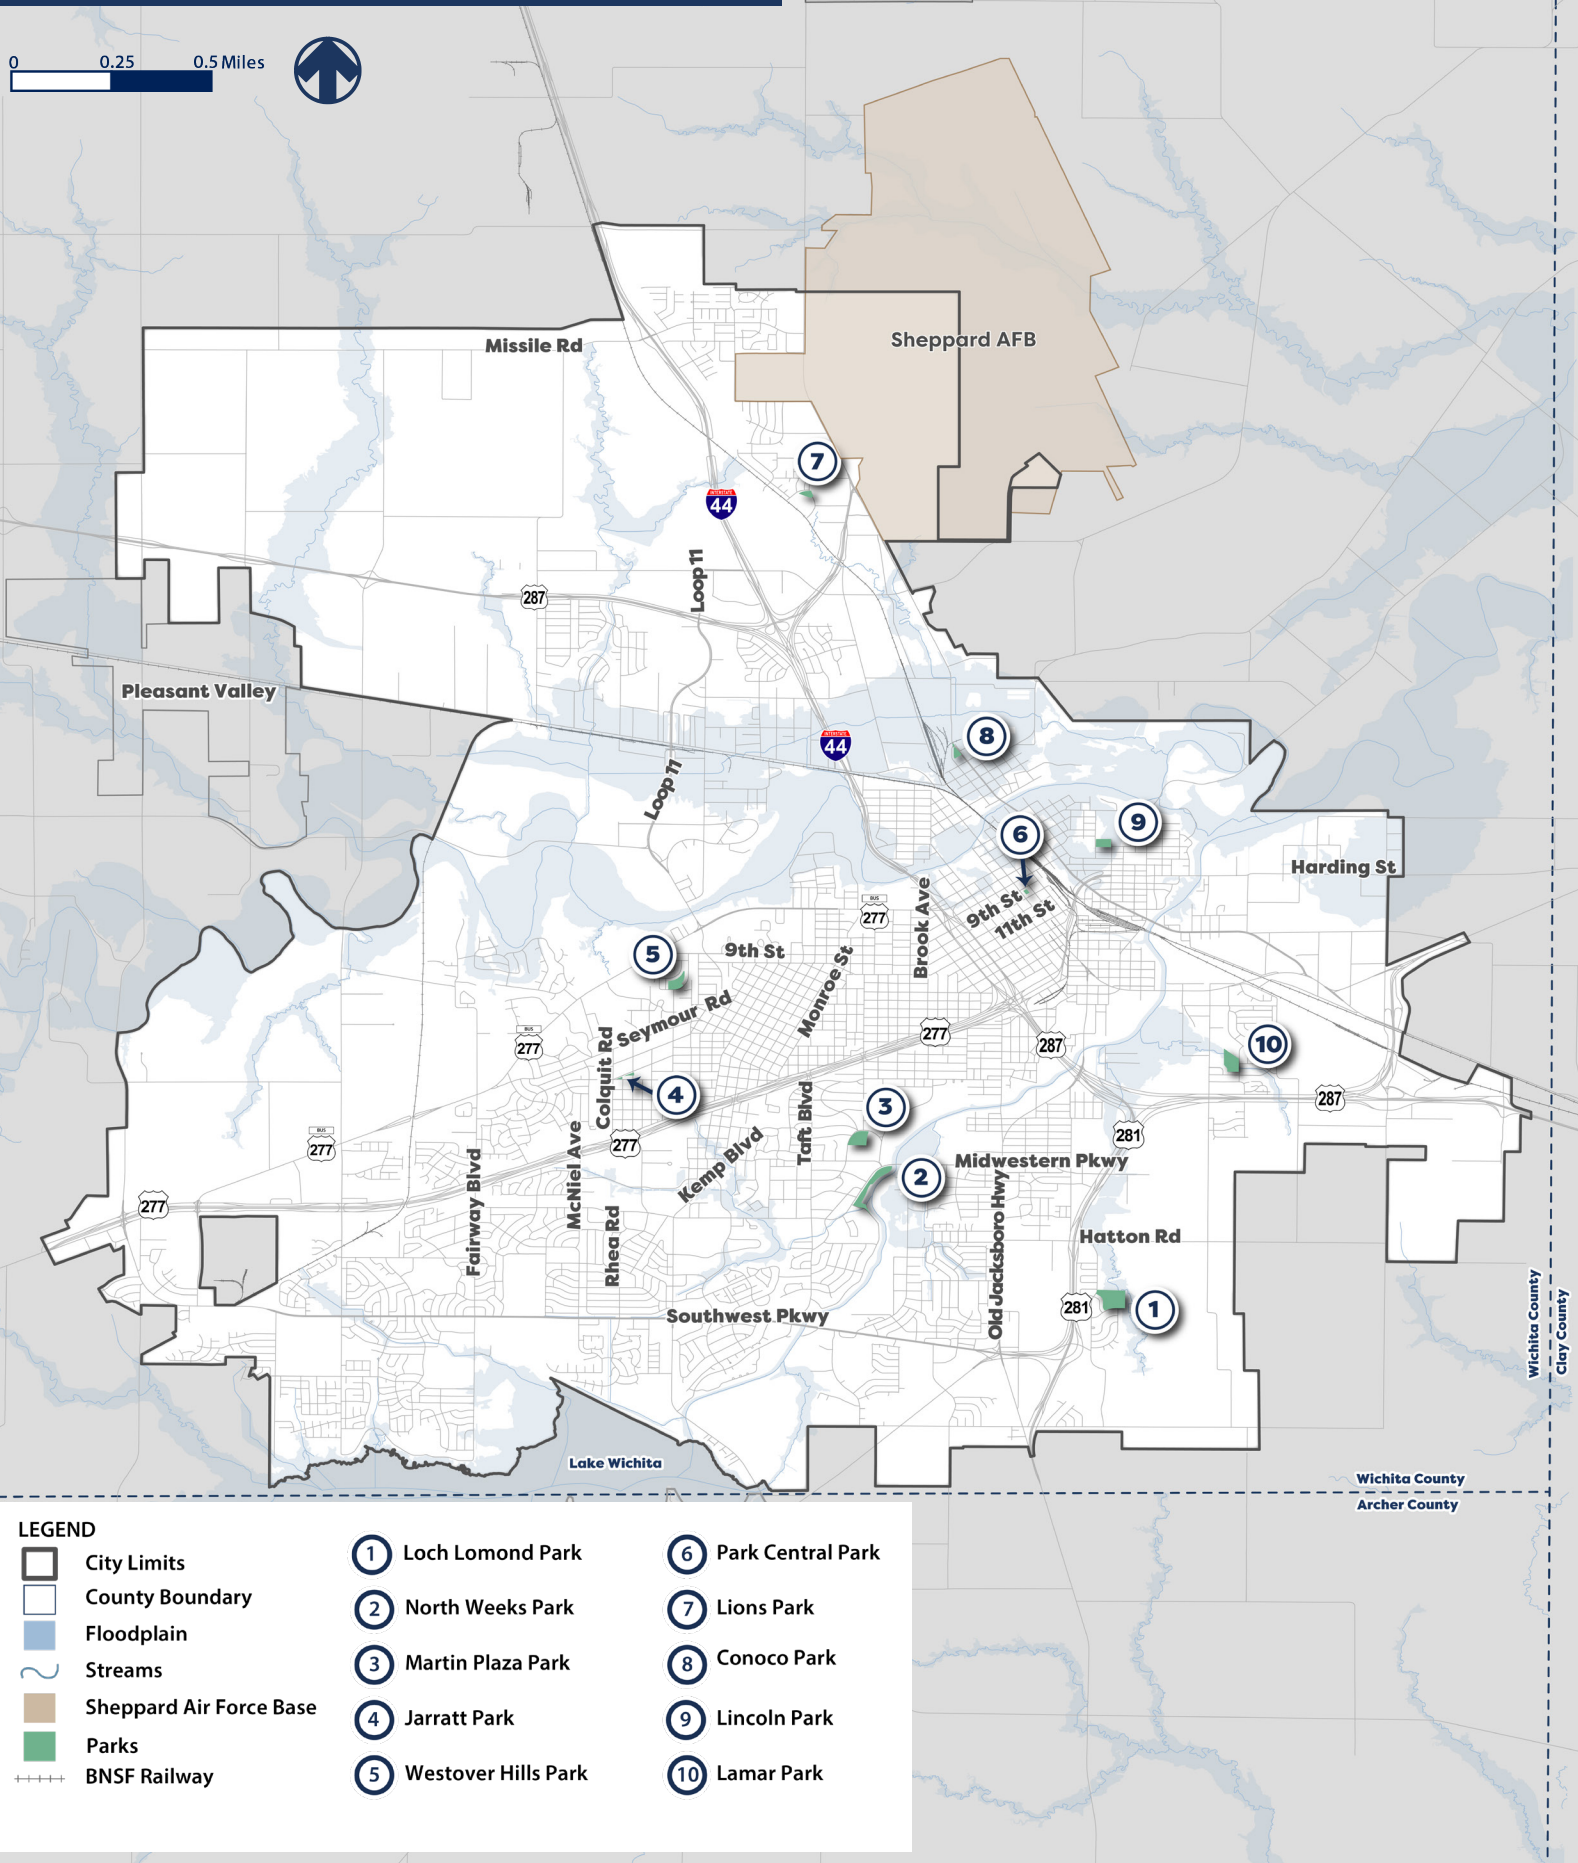 0 0.25 0.5 Miles
Sheppard AFB
Missile Rd
7
INTERSTATE
44
Loop 11
287
Pleasant Valley
8
INTERSTATE
44
Loop 11
9
6
Harding St
BUS
277
Brook Ave
9th St
11th St
5
9th St
Monroe St
Seymour Rd
BUS
277
277
287
10
Colquit Rd
4
3
Taft Blvd
287
281
BUS
277
277
McNiel Ave
Kemp Blvd
Midwestern Pkwy
2
277
Fairway Blvd
Rhea Rd
Old Jacksboro Hwy
Hatton Rd
281
1
Southwest Pkwy
Wichita County
Clay County
Lake Wichita
Wichita County
Archer County
LEGEND
City Limits
County Boundary
Floodplain
Streams
Sheppard Air Force Base
Parks
BNSF Railway
1 Loch Lomond Park
2 North Weeks Park
3 Martin Plaza Park
4 Jarratt Park
5 Westover Hills Park
6 Park Central Park
7 Lions Park
8 Conoco Park
9 Lincoln Park
10 Lamar Park